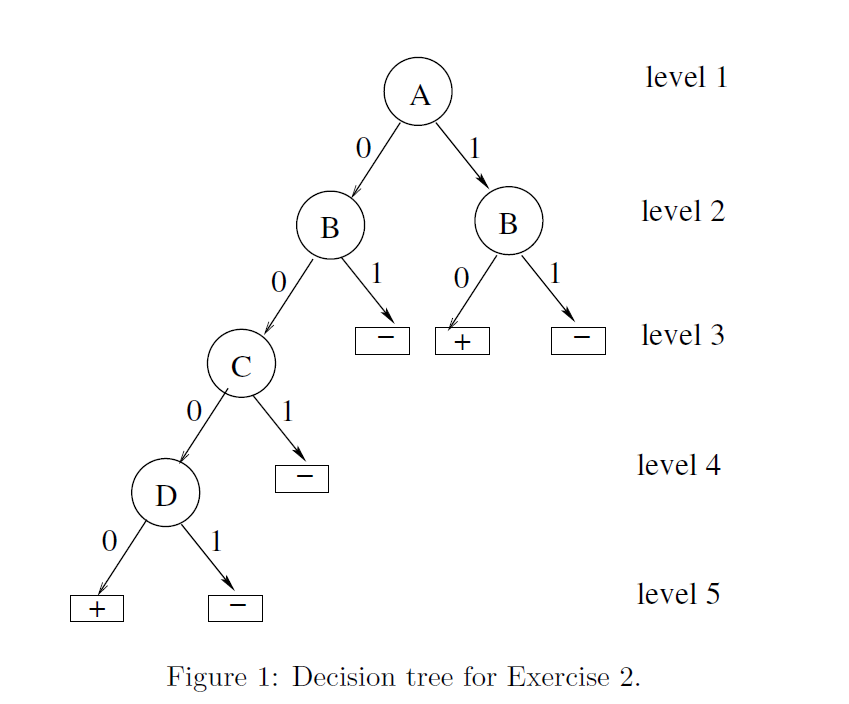 A level 1
0 1
B B level 2
0 1 0 1
− + − level 3
C
0 1
− level 4
D
0 1
+ − level 5
Figure 1: Decision tree for Exercise 2.